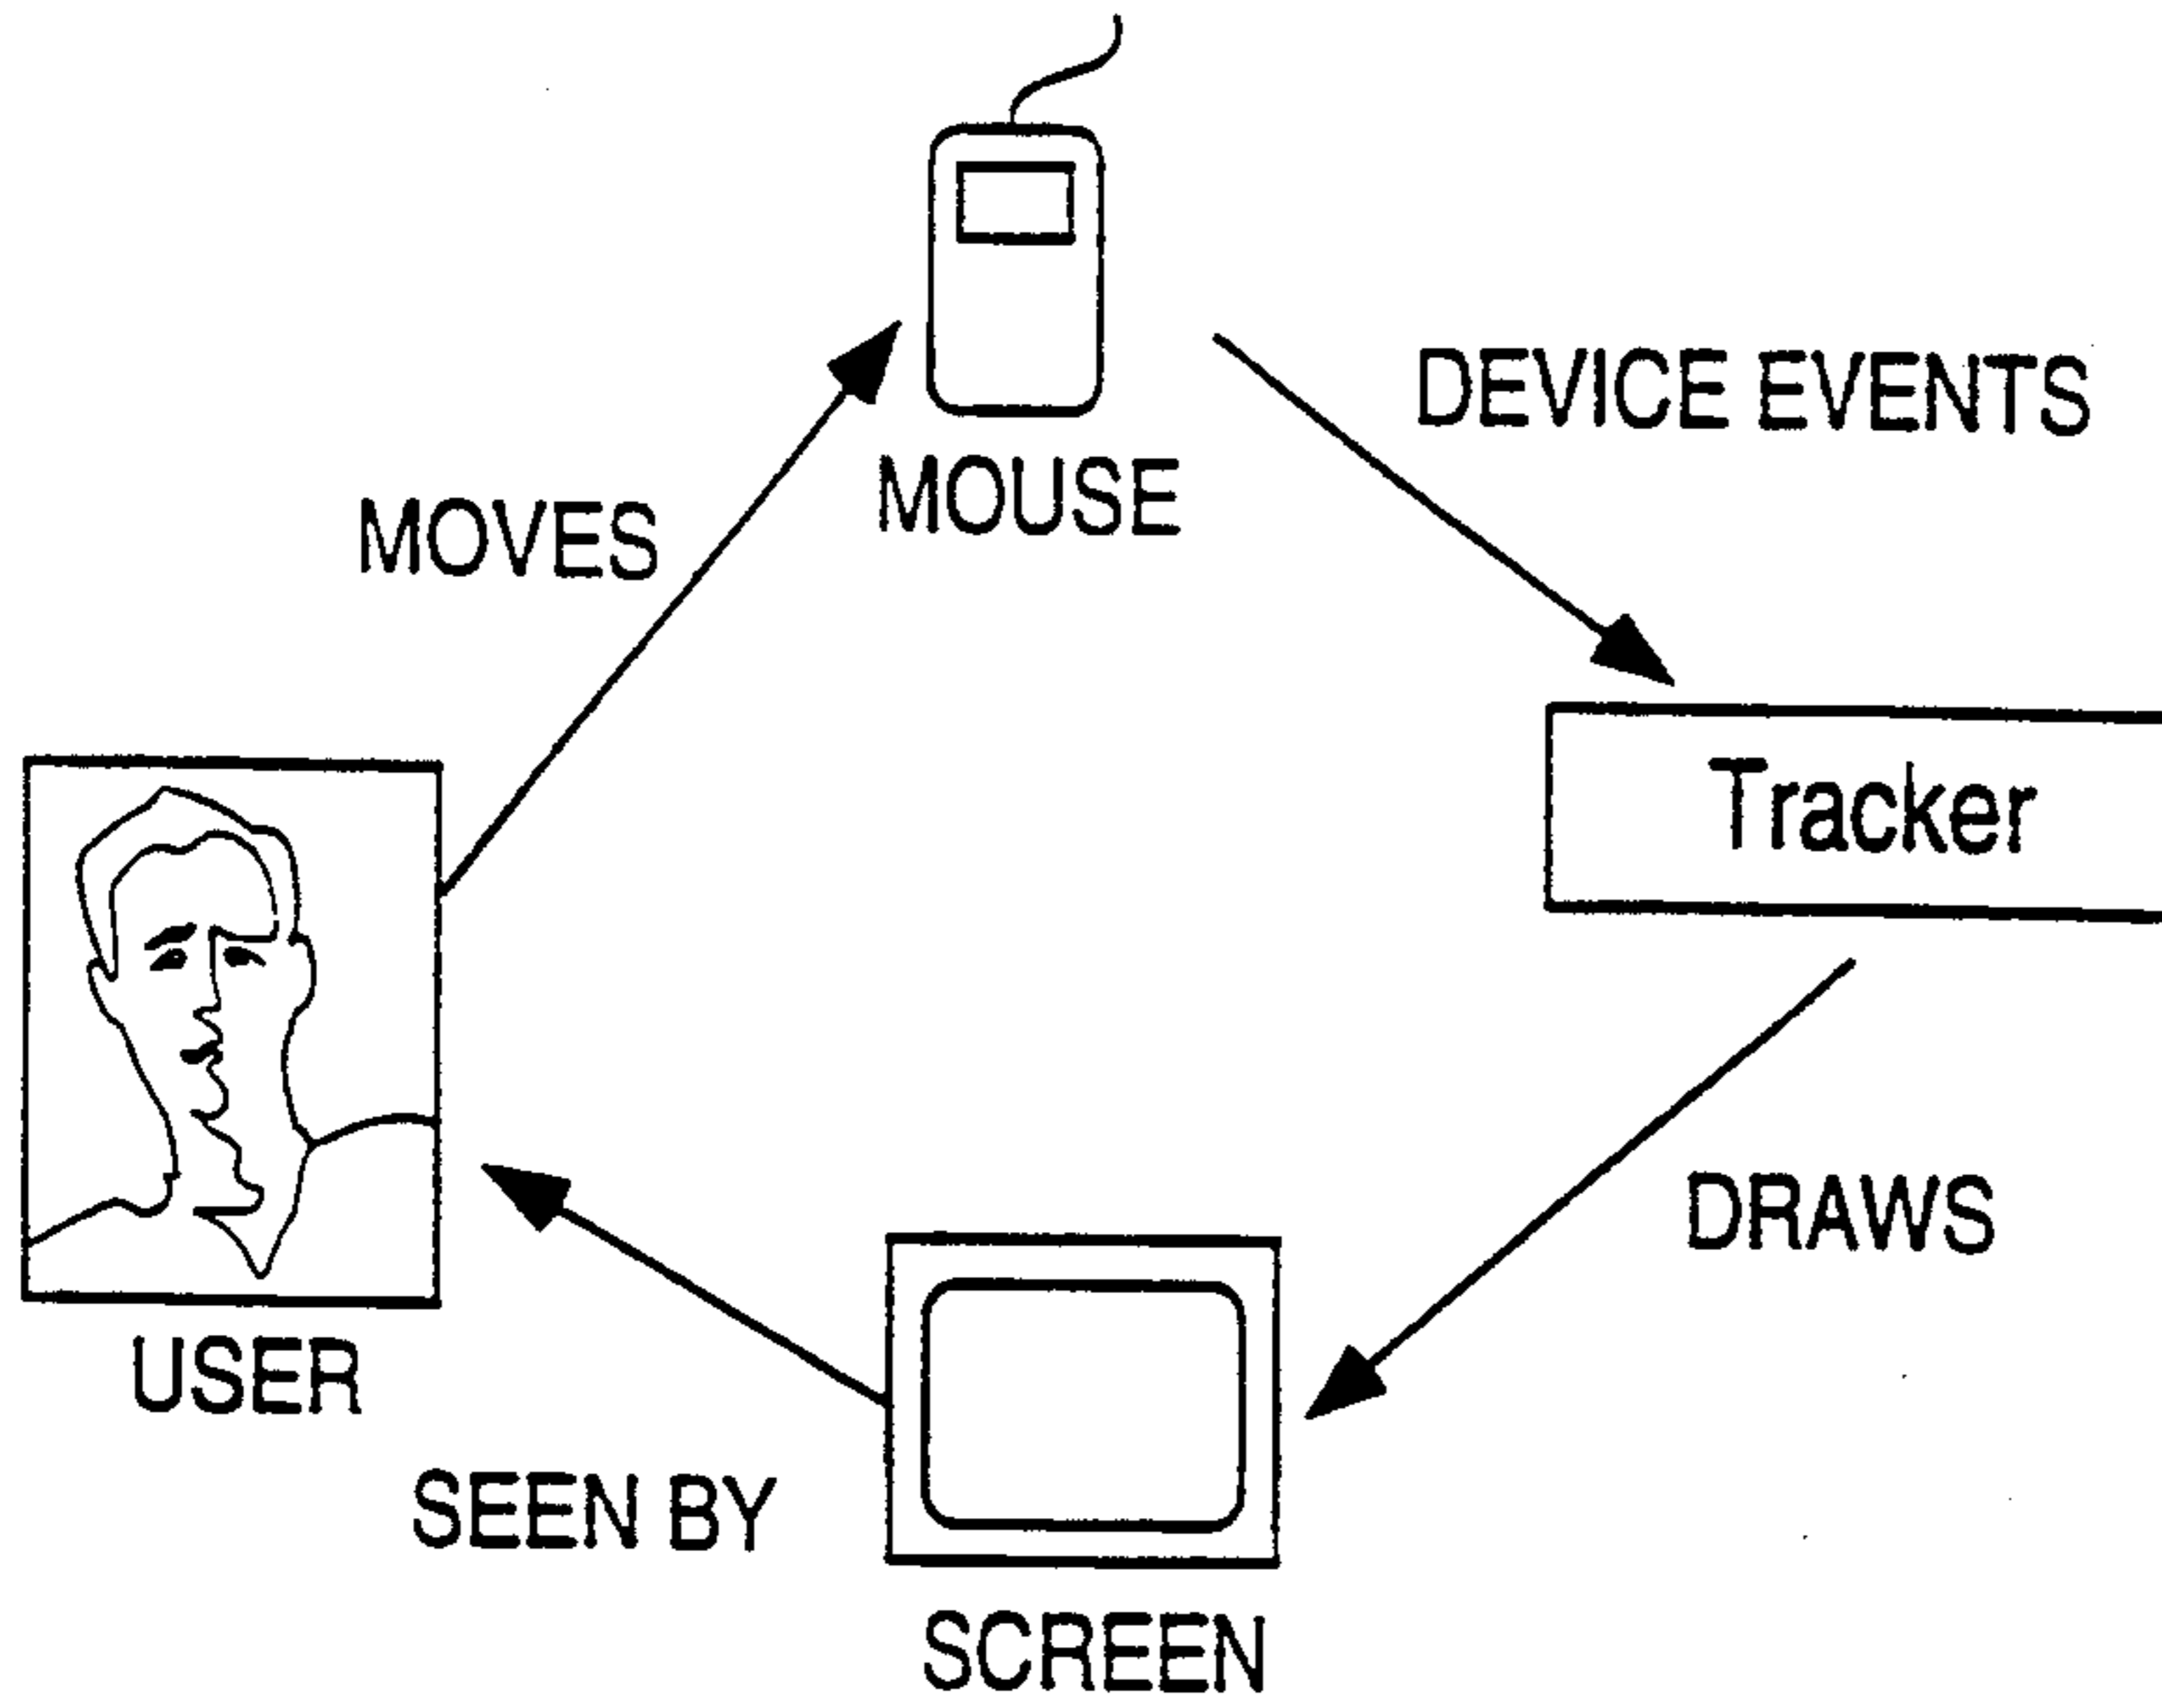 DEVICE EVENTS
MOUSE
MOVES
Tracker
DRAWS
USER
SEEN BY
SCREEN